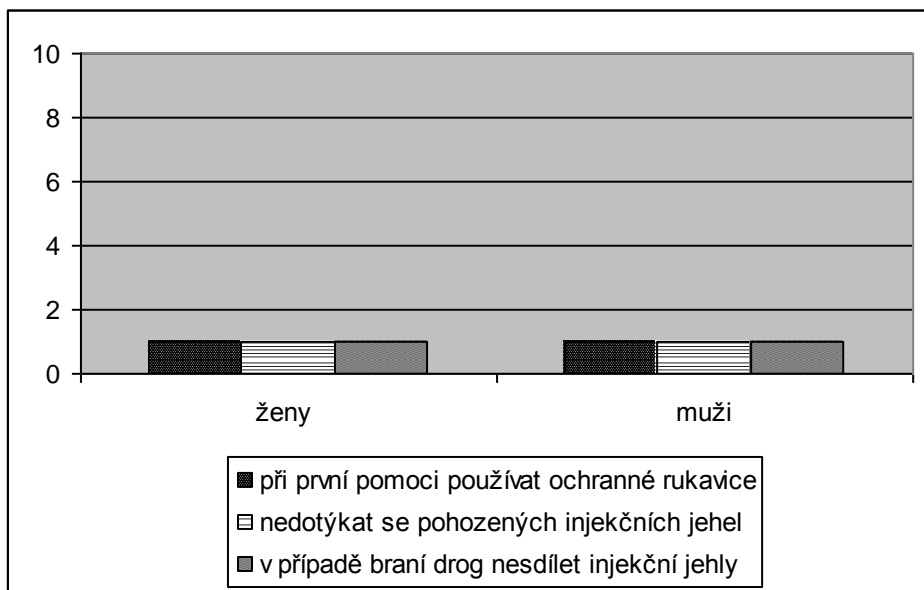 10
8
6
4
2
0
ženy muži
při první pomoci používat ochranné rukavice
nedotýkat se pohozených injekčních jehel
v případě braní drog nesdílet injekční jehly